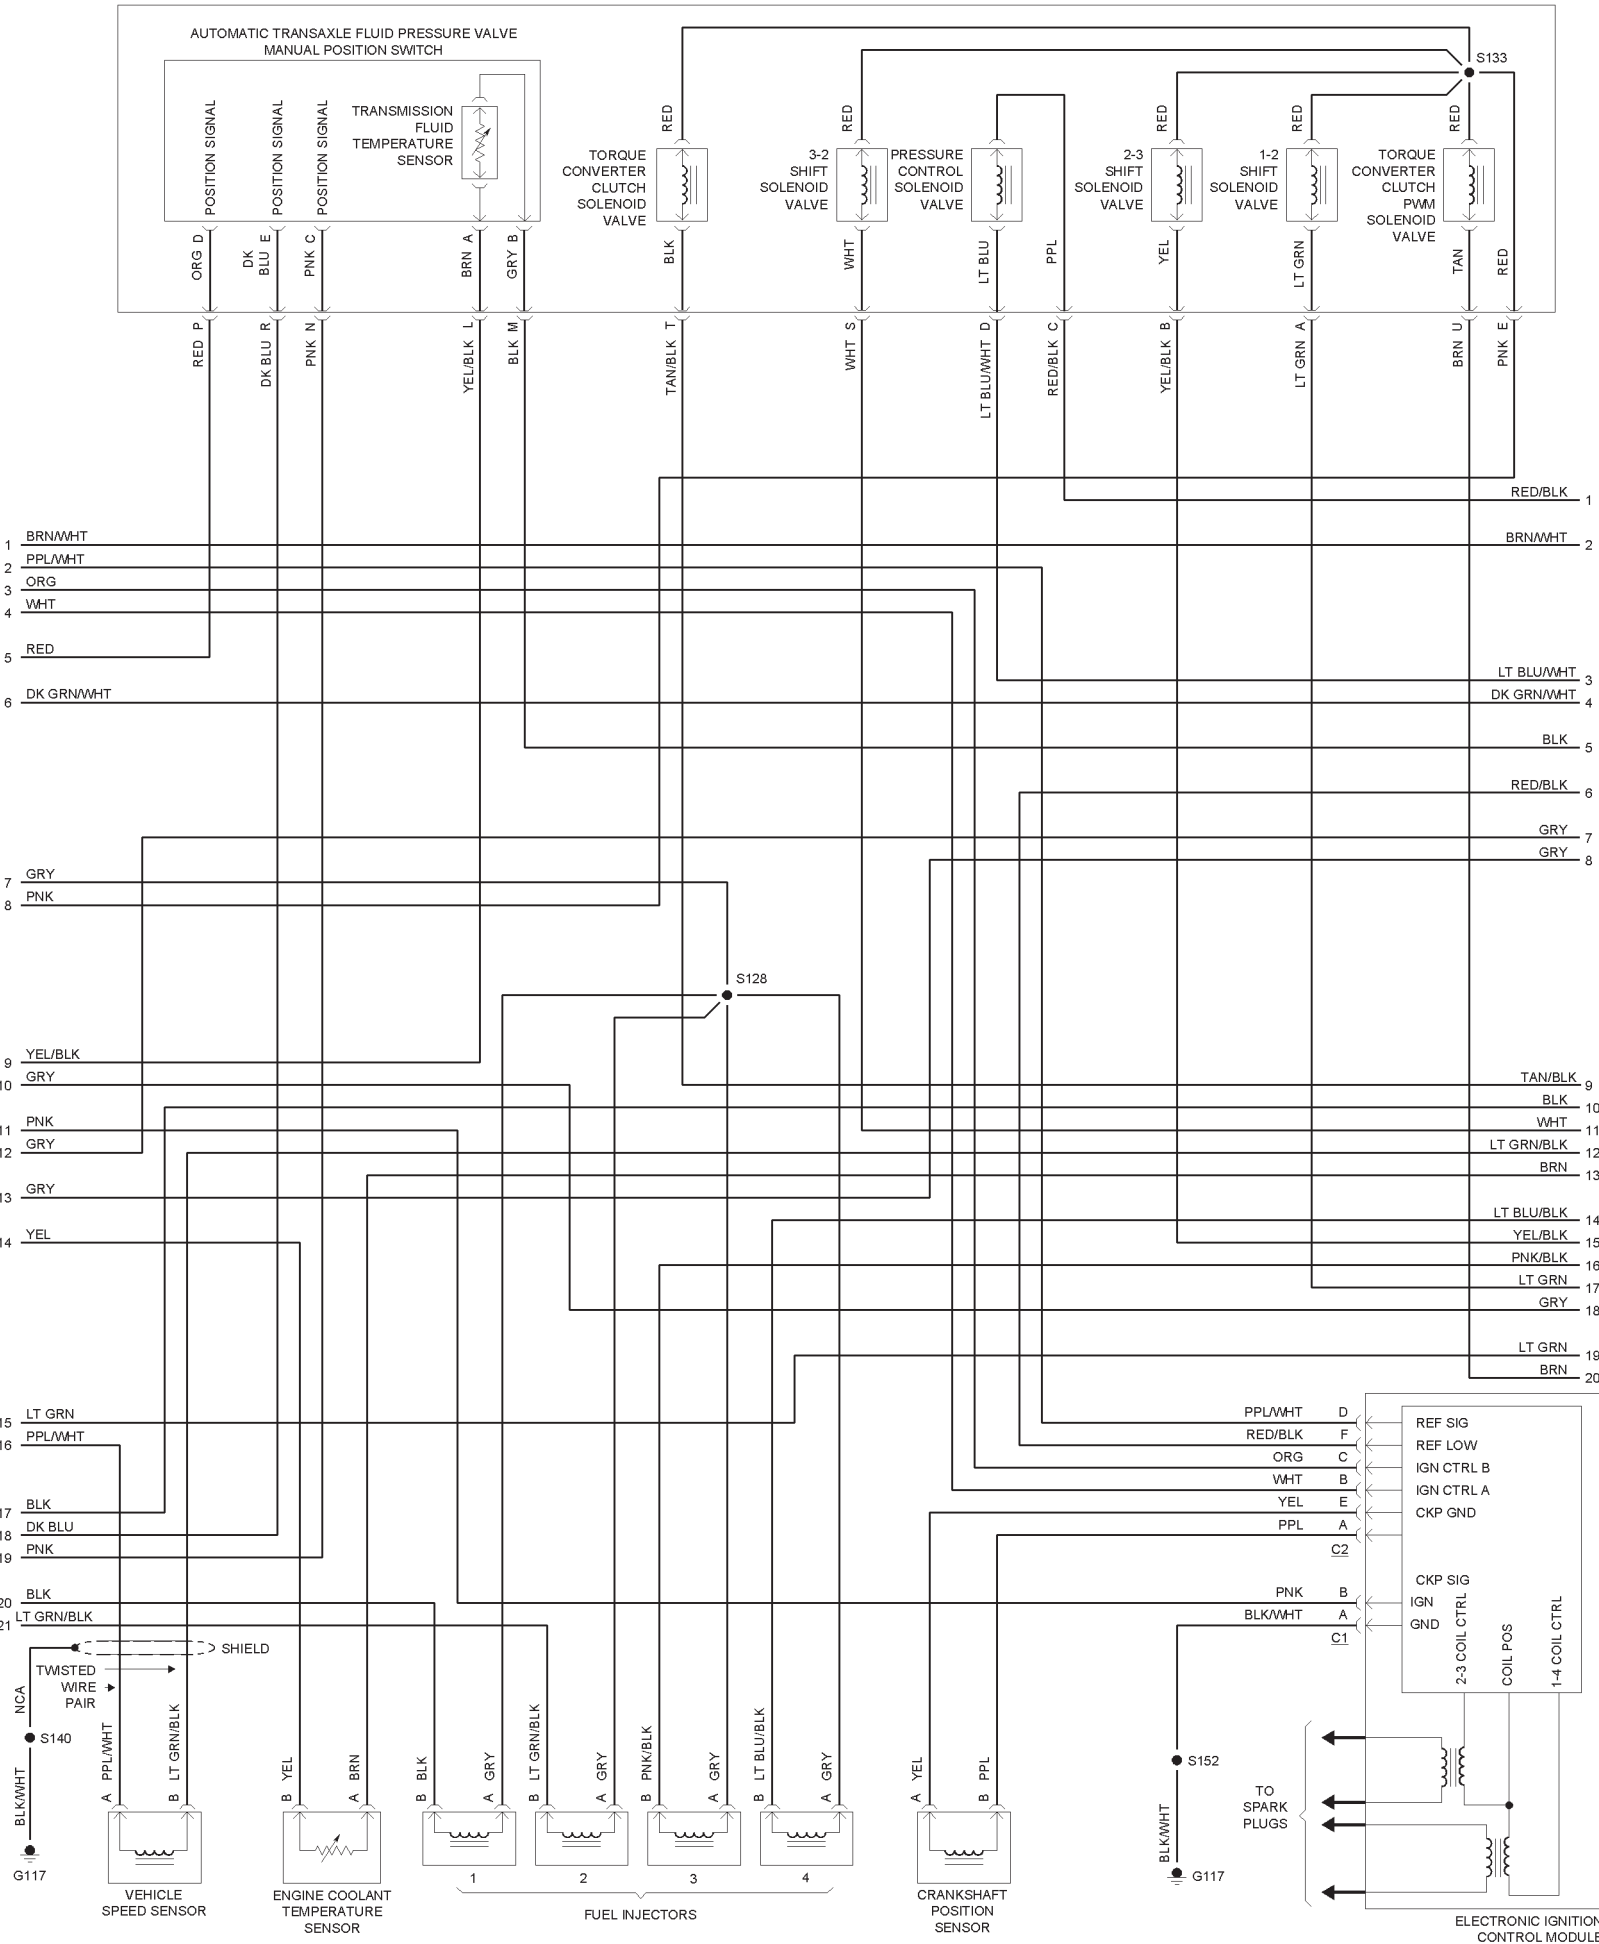 AUTOMATIC TRANSAXLE FLUID PRESSURE VALVE
MANUAL POSITION SWITCH
POSITION SIGNAL
POSITION SIGNAL
POSITION SIGNAL
TRANSMISSION
FLUID
TEMPERATURE
SENSOR
S133
RED
RED
RED
RED
RED
TORQUE
CONVERTER
CLUTCH
SOLENOID
VALVE
3-2
SHIFT
SOLENOID
VALVE
PRESSURE
CONTROL
SOLENOID
VALVE
2-3
SHIFT
SOLENOID
VALVE
1-2
SHIFT
SOLENOID
VALVE
TORQUE
CONVERTER
CLUTCH
PWM
SOLENOID
VALVE
ORG D
DK
BLU E
PNK C
BRN A
GRY B
BLK
WHT
LT BLU
PPL
YEL
LT GRN
TAN
RED
RED P
DK BLU R
PNK N
YEL/BLK L
BLK M
TAN/BLK T
WHT S
LT BLU/WHT D
RED/BLK C
YEL/BLK B
LT GRN A
BRN U
PNK E
RED/BLK 1
1 BRN/WHT
BRN/WHT 2
2 PPL/WHT
3 ORG
4 WHT
5 RED
LT BLU/WHT 3
6 DK GRN/WHT
DK GRN/WHT 4
BLK 5
RED/BLK 6
GRY 7
GRY 8
7 GRY
8 PNK
S128
9 YEL/BLK
10 GRY
TAN/BLK 9
BLK 10
11 PNK
WHT 11
12 GRY
LT GRN/BLK 12
BRN 13
13 GRY
LT BLU/BLK 14
14 YEL
YEL/BLK 15
PNK/BLK 16
LT GRN 17
GRY 18
LT GRN 19
BRN 20
15 LT GRN
16 PPL/WHT
17 BLK
18 DK BLU
19 PNK
20 BLK
21 LT GRN/BLK
PPL/WHT D REF SIG
RED/BLK F REF LOW
ORG C IGN CTRL B
WHT B IGN CTRL A
YEL E CKP GND
PPL A
C2
CKP SIG
PNK B IGN
BLK/WHT A GND
C1
2-3 COIL CTRL
COIL POS
1-4 COIL CTRL
SHIELD
TWISTED
WIRE
PAIR
NCA
S140
BLK/WHT
G117
A PPL/WHT
B LT GRN/BLK
B YEL
A BRN
B BLK
A GRY
B LT GRN/BLK
A GRY
B PNK/BLK
A GRY
B LT BLU/BLK
A GRY
A YEL
B PPL
S152
BLK/WHT
G117
TO
SPARK
PLUGS
VEHICLE
SPEED SENSOR
ENGINE COOLANT
TEMPERATURE
SENSOR
1
2
3
4
FUEL INJECTORS
CRANKSHAFT
POSITION
SENSOR
ELECTRONIC IGNITION
CONTROL MODULE